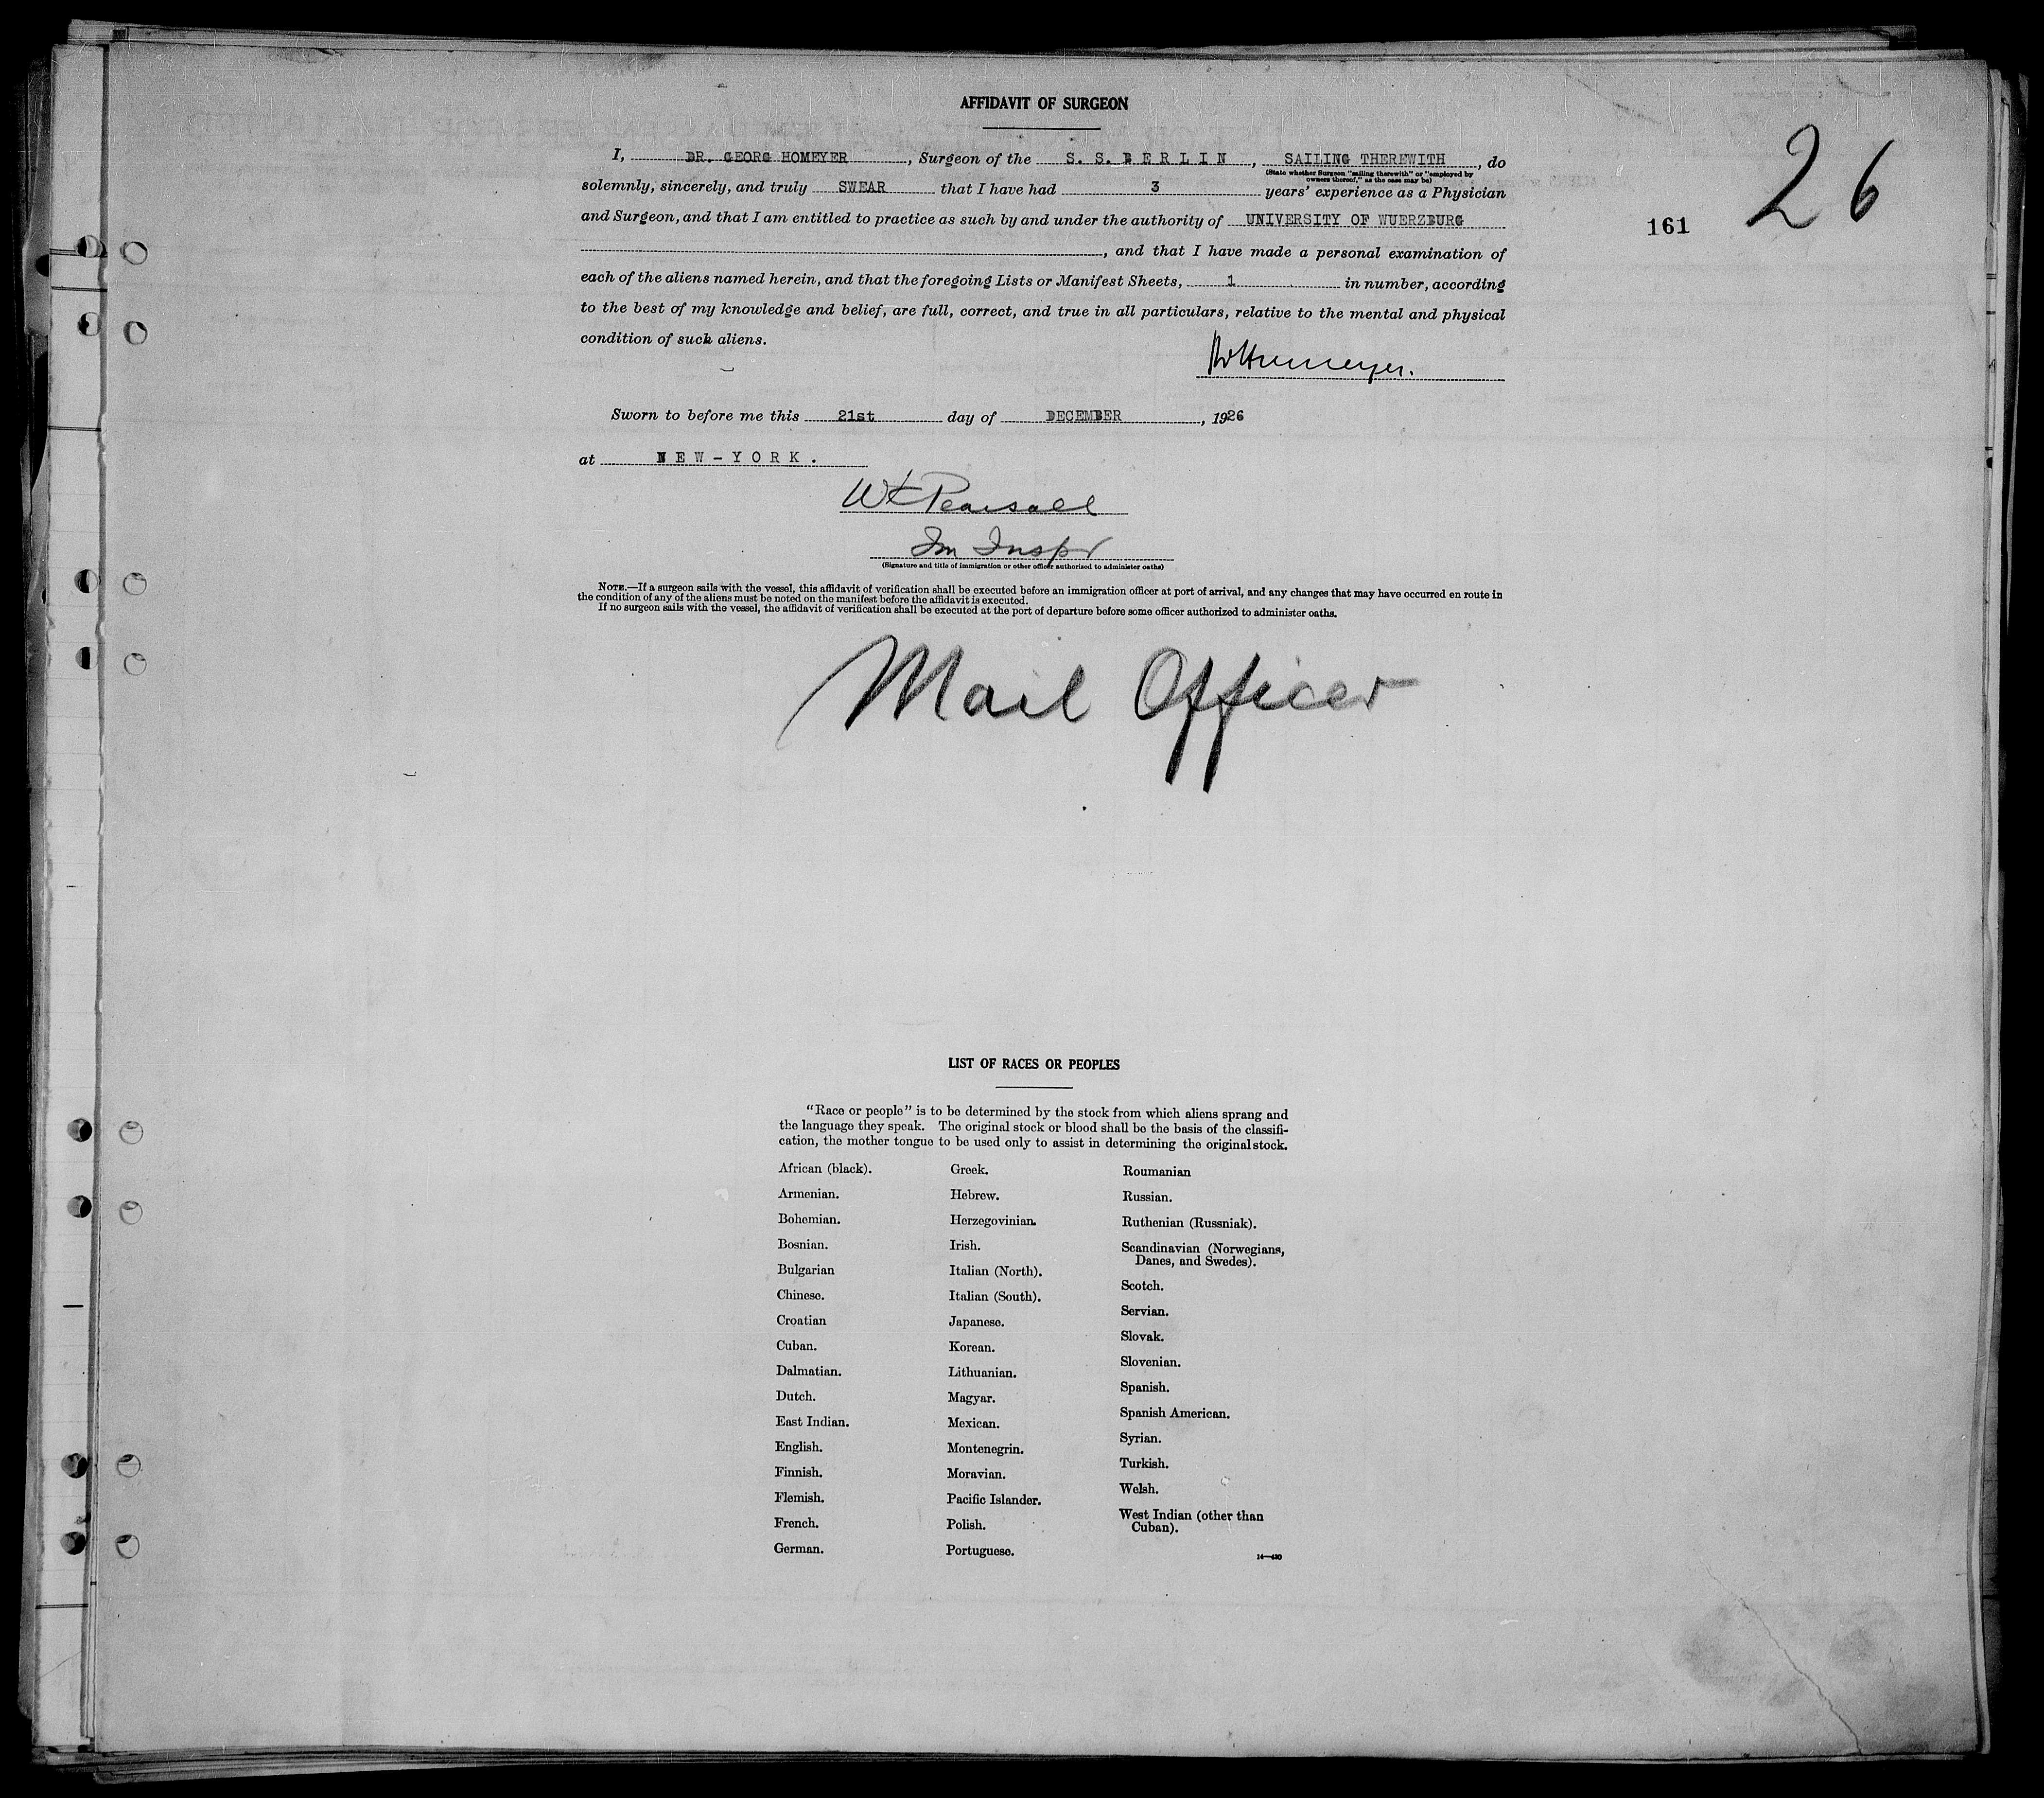 AFFIDAVIT OF SURGEON
26
161
I, DR. GEORG HOMEYER, Surgeon of the S. S. B E R L I N, SAILING THEREWITH, do
(State whether Surgeon "sailing therewith" or "employed by
owners thereof," as the case may be)
solemnly, sincerely, and truly SWEAR that I have had 3 years' experience as a Physician
and Surgeon, and that I am entitled to practice as such by and under the authority of UNIVERSITY OF WUERZBURG
, and that I have made a personal examination of
each of the aliens named herein, and that the foregoing Lists or Manifest Sheets, 1 in number, according
to the best of my knowledge and belief, are full, correct, and true in all particulars, relative to the mental and physical
condition of such aliens.
Homeyer.
Sworn to before me this 21st day of DECEMBER, 1926
at N E W - Y O R K .
Pearsall
Im Inspr
(Signature and title of immigration or other officer authorized to administer oaths)
NOTE.—If a surgeon sails with the vessel, this affidavit of verification shall be executed before an immigration officer at port of arrival, and any changes that may have occurred en route in
the condition of any of the aliens must be noted on the manifest before the affidavit is executed.
If no surgeon sails with the vessel, the affidavit of verification shall be executed at the port of departure before some officer authorized to administer oaths.
Mail Officer
LIST OF RACES OR PEOPLES
"Race or people" is to be determined by the stock from which aliens sprang and
the language they speak. The original stock or blood shall be the basis of the classifi-
cation, the mother tongue to be used only to assist in determining the original stock.
African (black).
Armenian.
Bohemian.
Bosnian.
Bulgarian
Chinese.
Croatian
Cuban.
Dalmatian.
Dutch.
East Indian.
English.
Finnish.
Flemish.
French.
German.
Greek.
Hebrew.
Herzegovinian.
Irish.
Italian (North).
Italian (South).
Japanese.
Korean.
Lithuanian.
Magyar.
Mexican.
Montenegrin.
Moravian.
Pacific Islander.
Polish.
Portuguese.
Roumanian
Russian.
Ruthenian (Russniak).
Scandinavian (Norwegians,
Danes, and Swedes).
Scotch.
Servian.
Slovak.
Slovenian.
Spanish.
Spanish American.
Syrian.
Turkish.
Welsh.
West Indian (other than
Cuban).